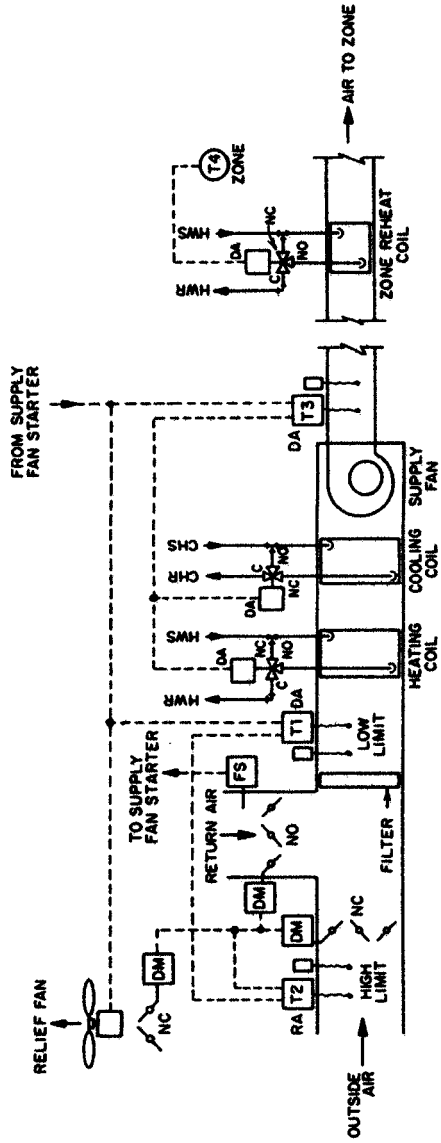 RELIEF FAN
DM
NC
RA
T2
HIGH
LIMIT
OUTSIDE
AIR
DM
NC
DM
RETURN AIR
NO
TO SUPPLY
FAN STARTER
FS
FILTER
T1
DA
LOW
LIMIT
HWR
HWS
DA
NC
C
NO
HEATING
COIL
CHR
CHS
DA
C
NC
NO
COOLING
COIL
SUPPLY
FAN
FROM SUPPLY
FAN STARTER
DA
T3
HWR
HWS
DA
NC
C
NO
ZONE REHEAT
COIL
T4
ZONE
AIR TO ZONE